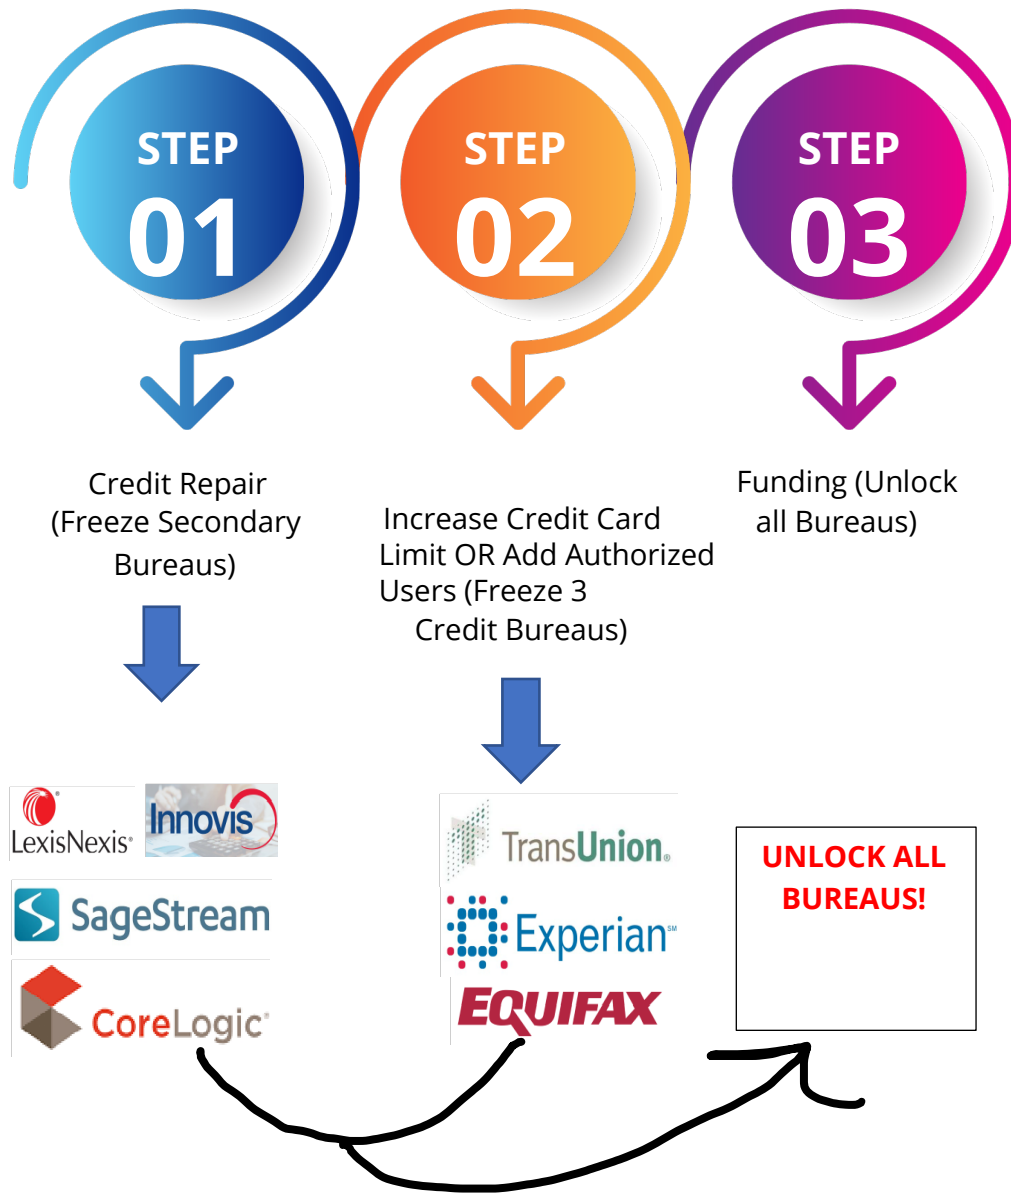 STEP
01
STEP
02
STEP
03
Credit Repair
(Freeze Secondary
Bureaus)
Increase Credit Card
Limit OR Add Authorized
Users (Freeze 3
Credit Bureaus)
Funding (Unlock
all Bureaus)
LexisNexis®
Innovis
SageStream
CoreLogic®
TransUnion®
Experian℠
EQUIFAX
UNLOCK ALL
BUREAUS!